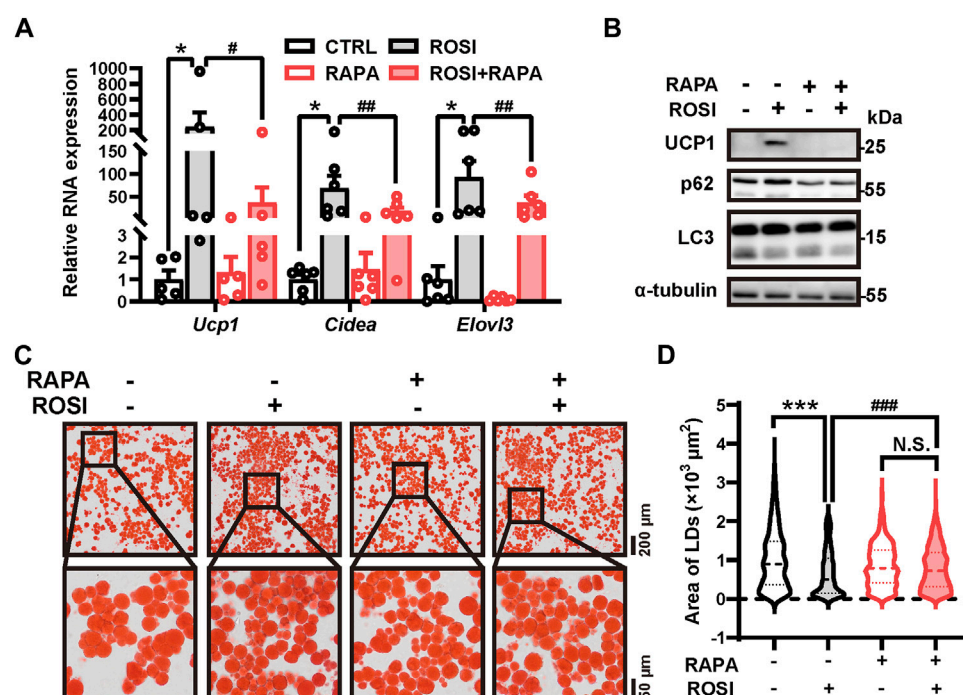 A
CTRL ROSI
RAPA ROSI+RAPA
* #
* ##
* ##
Relative RNA expression
1000
800
600
400
200
150
100
50
3
2
1
0
Ucp1 Cidea Elovl3
B
RAPA - - + +
ROSI - + - +
kDa
UCP1 -25
p62 -55
LC3 -15
α-tubulin -55
C
RAPA - - + +
ROSI - + - +
200 μm
50 μm
D
*** ###
N.S.
Area of LDs (×10³ μm²)
5
4
3
2
1
0
-1
RAPA - - + +
ROSI - + - +